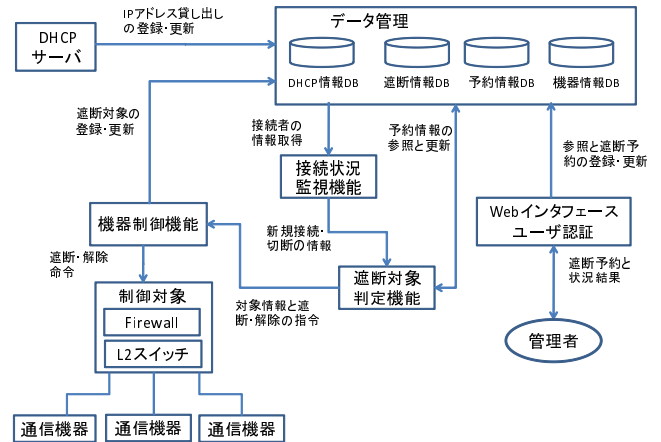 IPアドレス貸し出し
の登録・更新
データ管理
DHCP
サーバ
DHCP情報DB
遮断情報DB
予約情報DB
機器情報DB
遮断対象の
登録・更新
接続者の
情報取得
予約情報の
参照と更新
参照と遮断予
約の登録・更新
接続状況
監視機能
機器制御機能
新規接続・
切断の情報
Webインタフェース
ユーザ認証
遮断・解除
命令
遮断対象
判定機能
遮断予約と
状況結果
制御対象
Firewall
L2スイッチ
対象情報と遮
断・解除の指令
管理者
通信機器
通信機器
通信機器